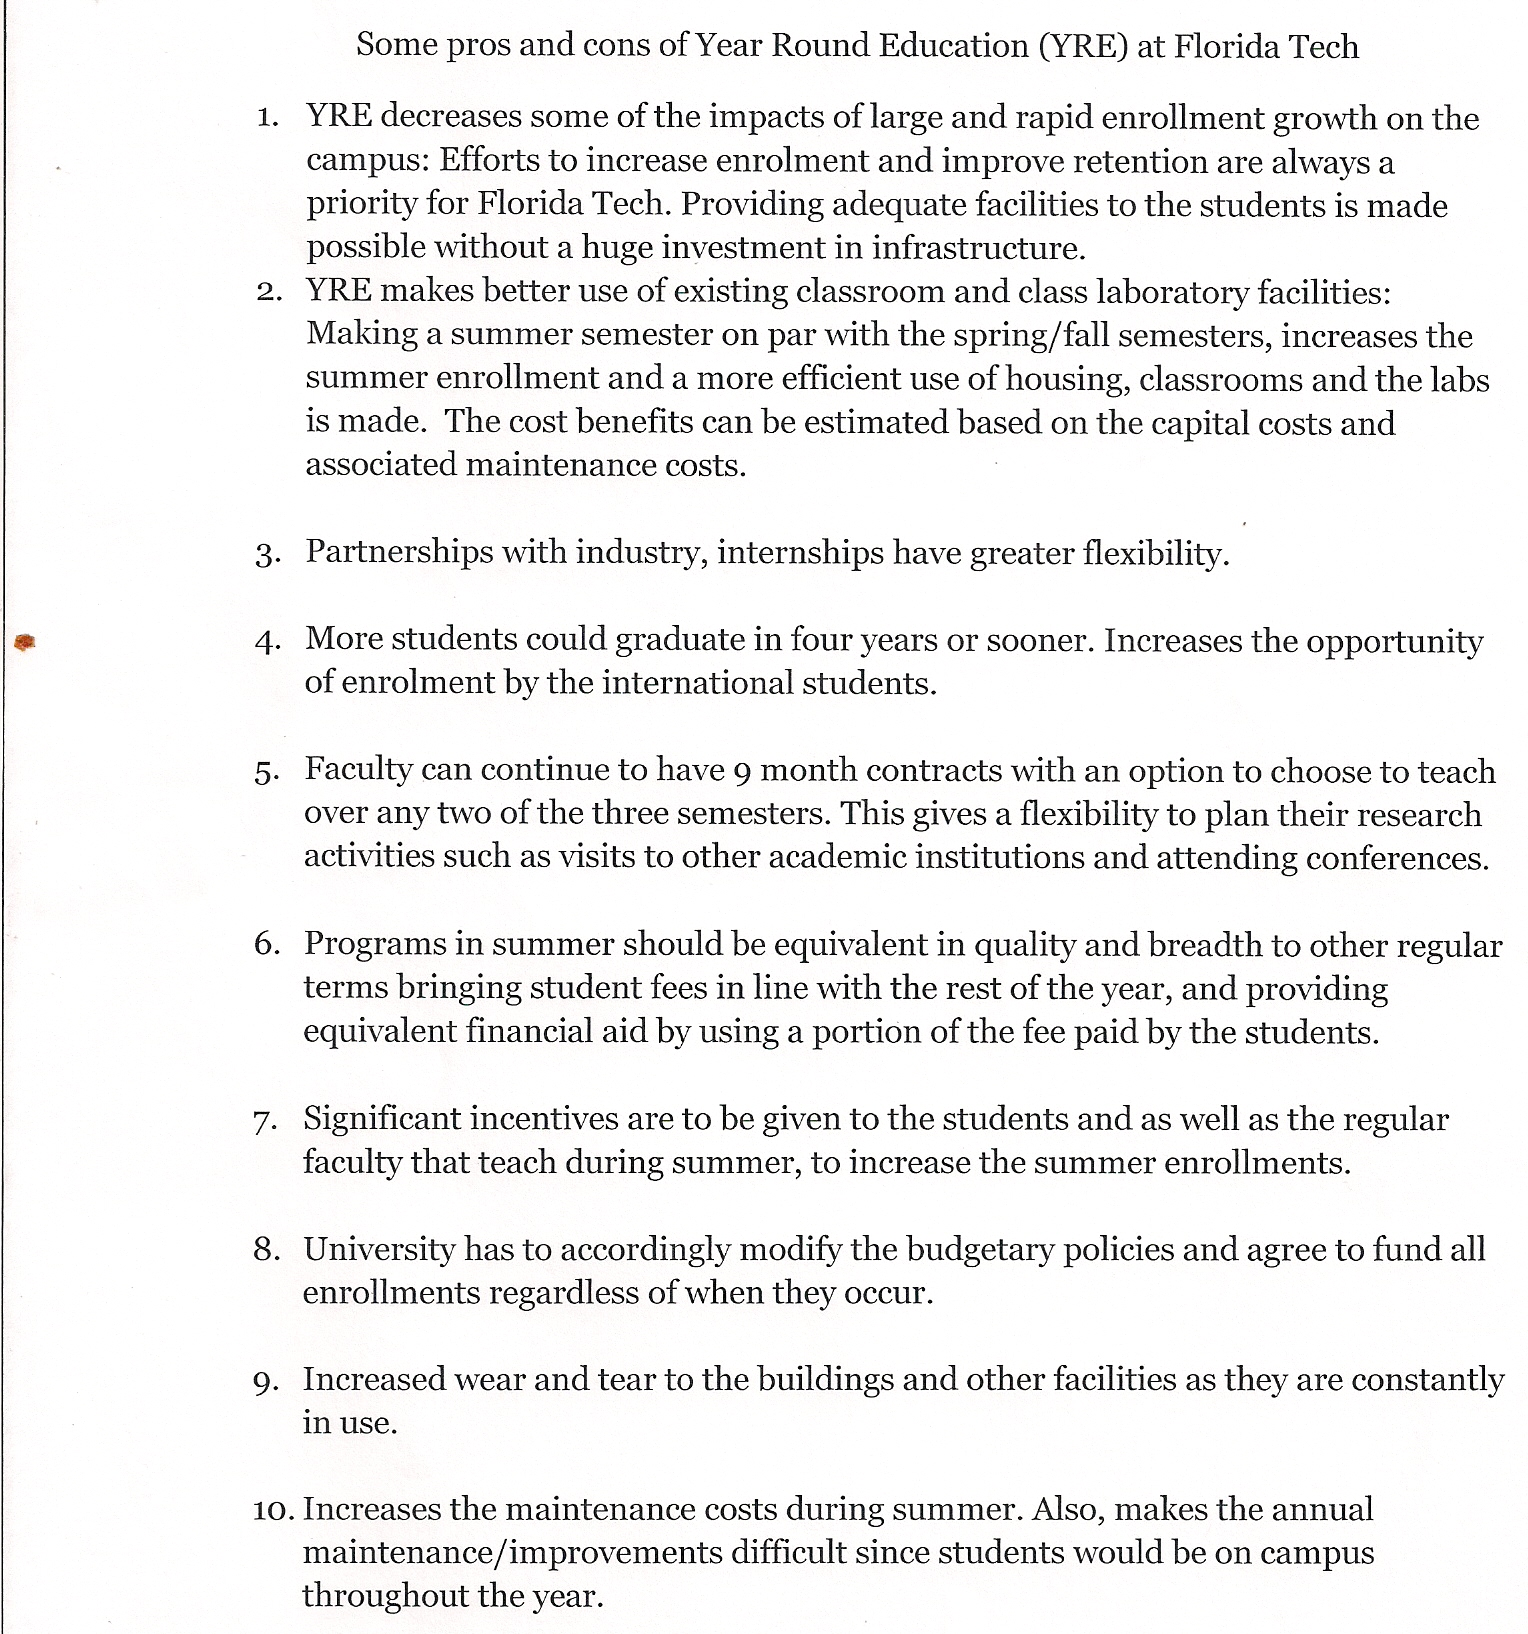 Some pros and cons of Year Round Education (YRE) at Florida Tech
1. YRE decreases some of the impacts of large and rapid enrollment growth on the
campus: Efforts to increase enrolment and improve retention are always a
priority for Florida Tech. Providing adequate facilities to the students is made
possible without a huge investment in infrastructure.
2. YRE makes better use of existing classroom and class laboratory facilities:
Making a summer semester on par with the spring/fall semesters, increases the
summer enrollment and a more efficient use of housing, classrooms and the labs
is made.  The cost benefits can be estimated based on the capital costs and
associated maintenance costs.
3. Partnerships with industry, internships have greater flexibility.
4. More students could graduate in four years or sooner. Increases the opportunity
of enrolment by the international students.
5. Faculty can continue to have 9 month contracts with an option to choose to teach
over any two of the three semesters. This gives a flexibility to plan their research
activities such as visits to other academic institutions and attending conferences.
6. Programs in summer should be equivalent in quality and breadth to other regular
terms bringing student fees in line with the rest of the year, and providing
equivalent financial aid by using a portion of the fee paid by the students.
7. Significant incentives are to be given to the students and as well as the regular
faculty that teach during summer, to increase the summer enrollments.
8. University has to accordingly modify the budgetary policies and agree to fund all
enrollments regardless of when they occur.
9. Increased wear and tear to the buildings and other facilities as they are constantly
in use.
10. Increases the maintenance costs during summer. Also, makes the annual
maintenance/improvements difficult since students would be on campus
throughout the year.